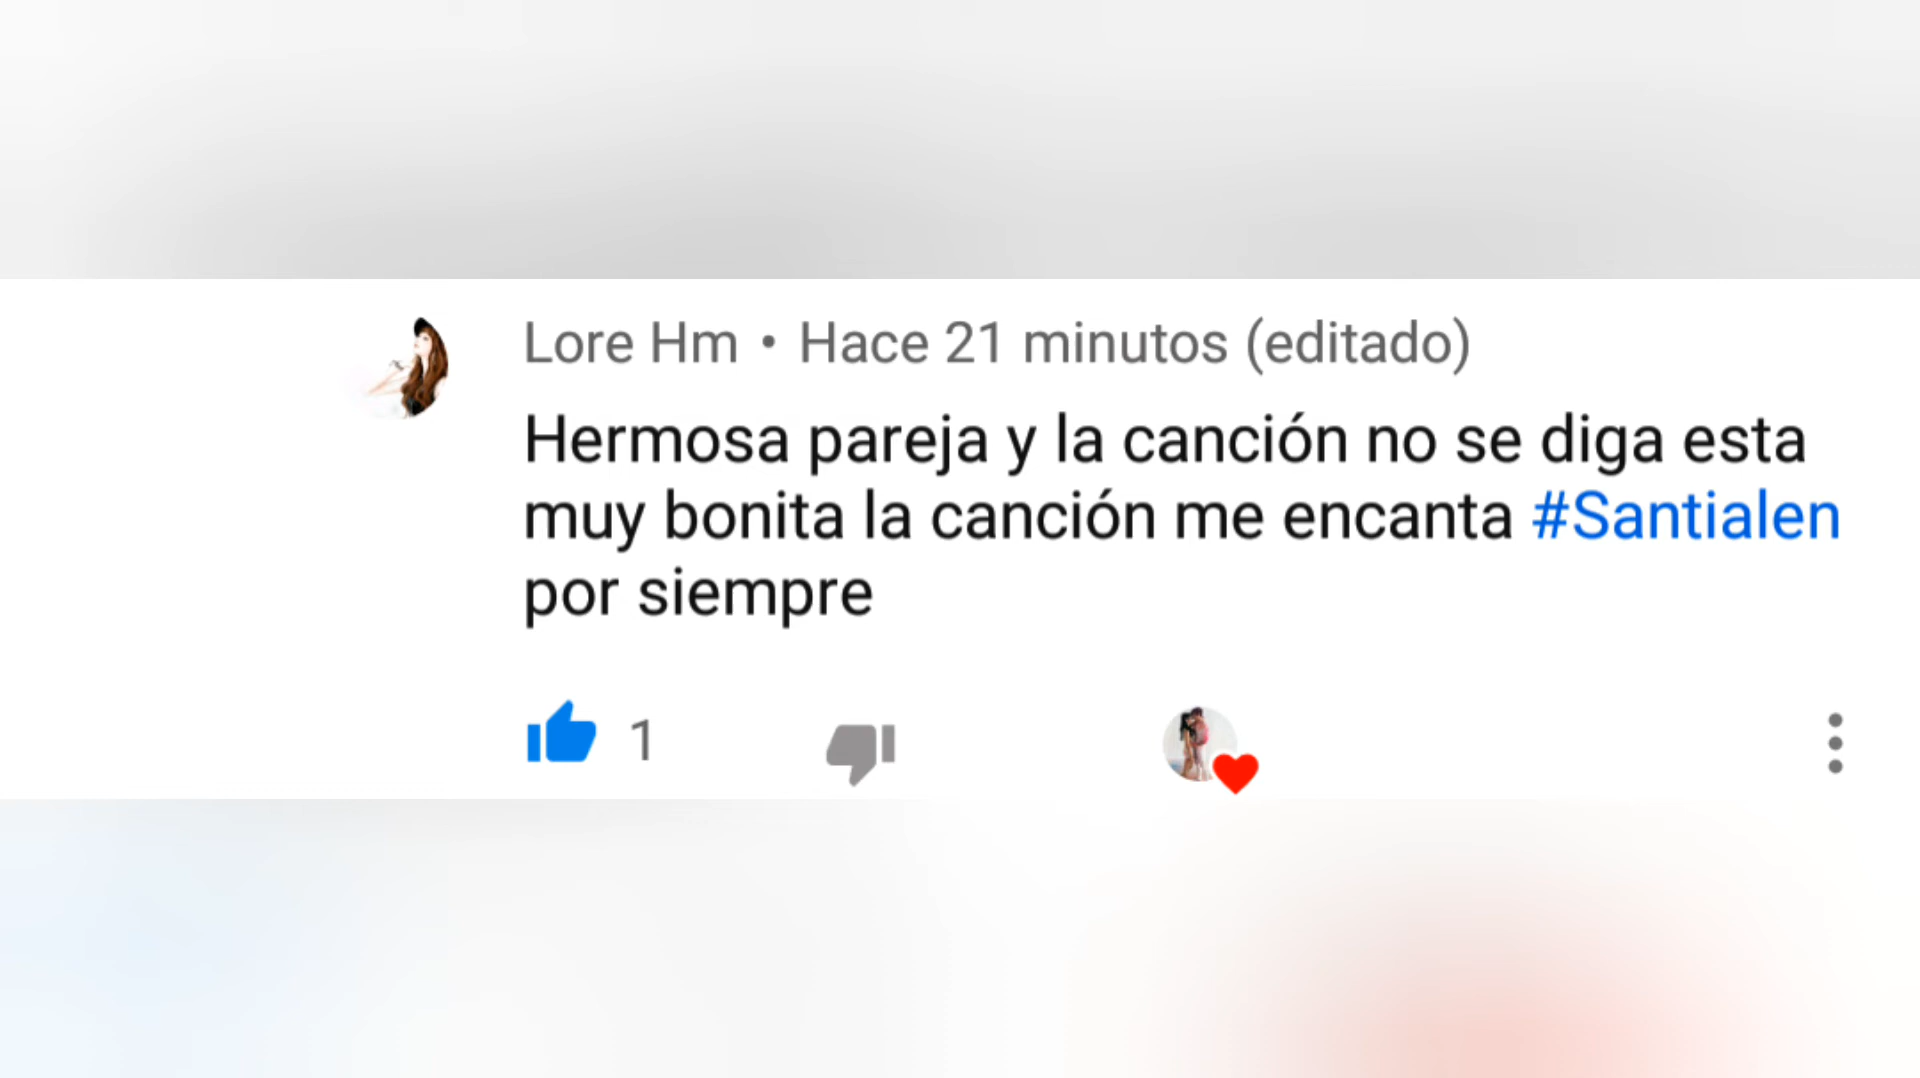 Lore Hm • Hace 21 minutos (editado)
Hermosa pareja y la canción no se diga esta
muy bonita la canción me encanta #Santialen
por siempre
1